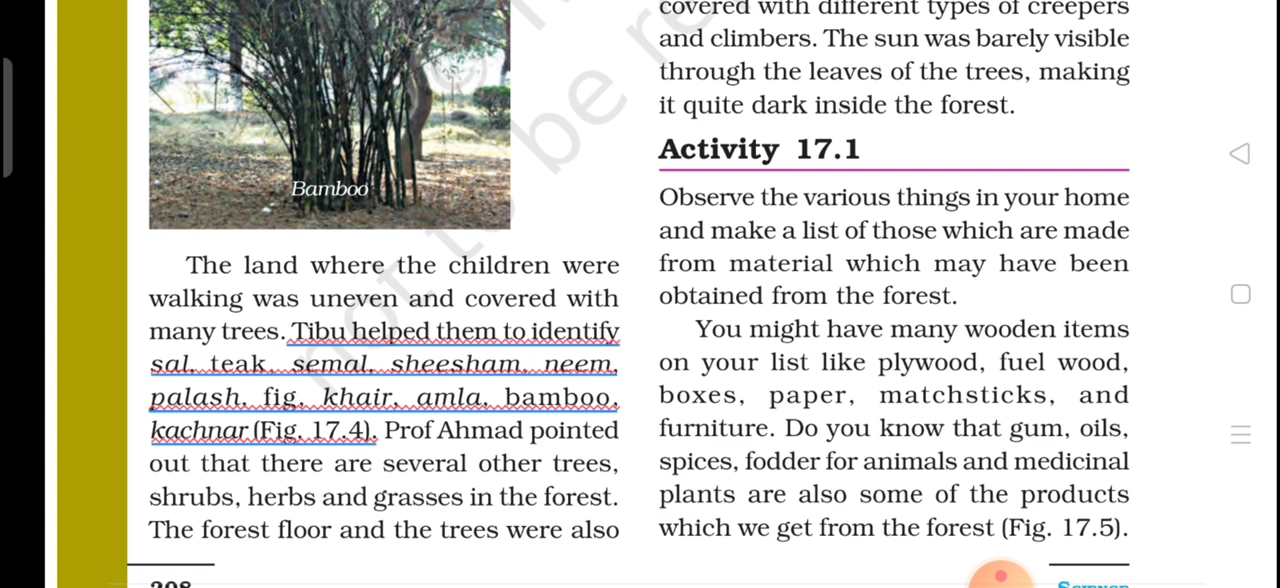 Bamboo
The land where the children were
walking was uneven and covered with
many trees. Tibu helped them to identify
sal, teak, semal, sheesham, neem,
palash, fig, khair, amla, bamboo,
kachnar (Fig. 17.4). Prof Ahmad pointed
out that there are several other trees,
shrubs, herbs and grasses in the forest.
The forest floor and the trees were also
208
covered with different types of creepers
and climbers. The sun was barely visible
through the leaves of the trees, making
it quite dark inside the forest.
Activity 17.1
Observe the various things in your home
and make a list of those which are made
from material which may have been
obtained from the forest.
You might have many wooden items
on your list like plywood, fuel wood,
boxes, paper, matchsticks, and
furniture. Do you know that gum, oils,
spices, fodder for animals and medicinal
plants are also some of the products
which we get from the forest (Fig. 17.5).
Science
not to be re